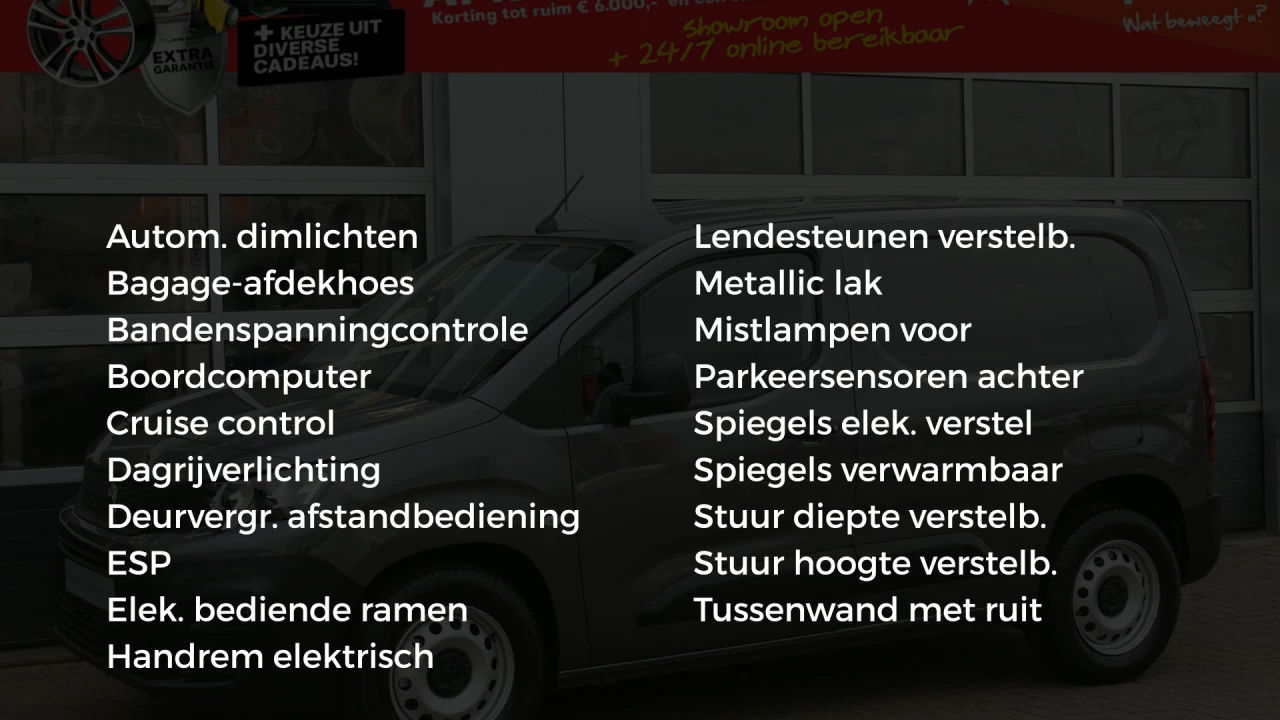 Korting tot ruim € 6.000,- en een
showroom open
+ 24/7 online bereikbaar
Wat beweegt u?
EXTRA
GARANTIE
+ KEUZE UIT
DIVERSE
CADEAUS!
Autom. dimlichten
Bagage-afdekhoes
Bandenspanningcontrole
Boordcomputer
Cruise control
Dagrijverlichting
Deurvergr. afstandbediening
ESP
Elek. bediende ramen
Handrem elektrisch
Lendesteunen verstelb.
Metallic lak
Mistlampen voor
Parkeersensoren achter
Spiegels elek. verstel
Spiegels verwarmbaar
Stuur diepte verstelb.
Stuur hoogte verstelb.
Tussenwand met ruit